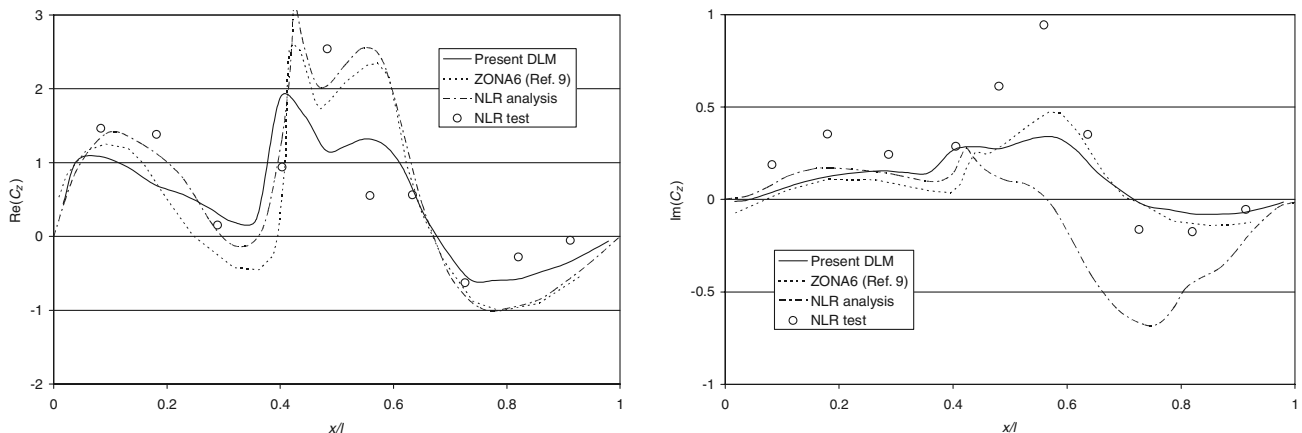 3
2
1
0
-1
-2
Re(Cz)
Present DLM
ZONA6 (Ref. 9)
NLR analysis
NLR test
0
0.2
0.4
0.6
0.8
1
x/l
1
0.5
0
-0.5
-1
Im(Cz)
Present DLM
ZONA6 (Ref. 9)
NLR analysis
NLR test
0
0.2
0.4
0.6
0.8
1
x/l